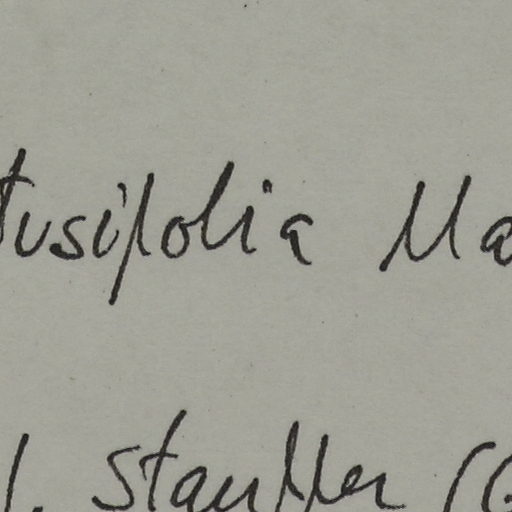 tusifolia Ma
. Stauffer (